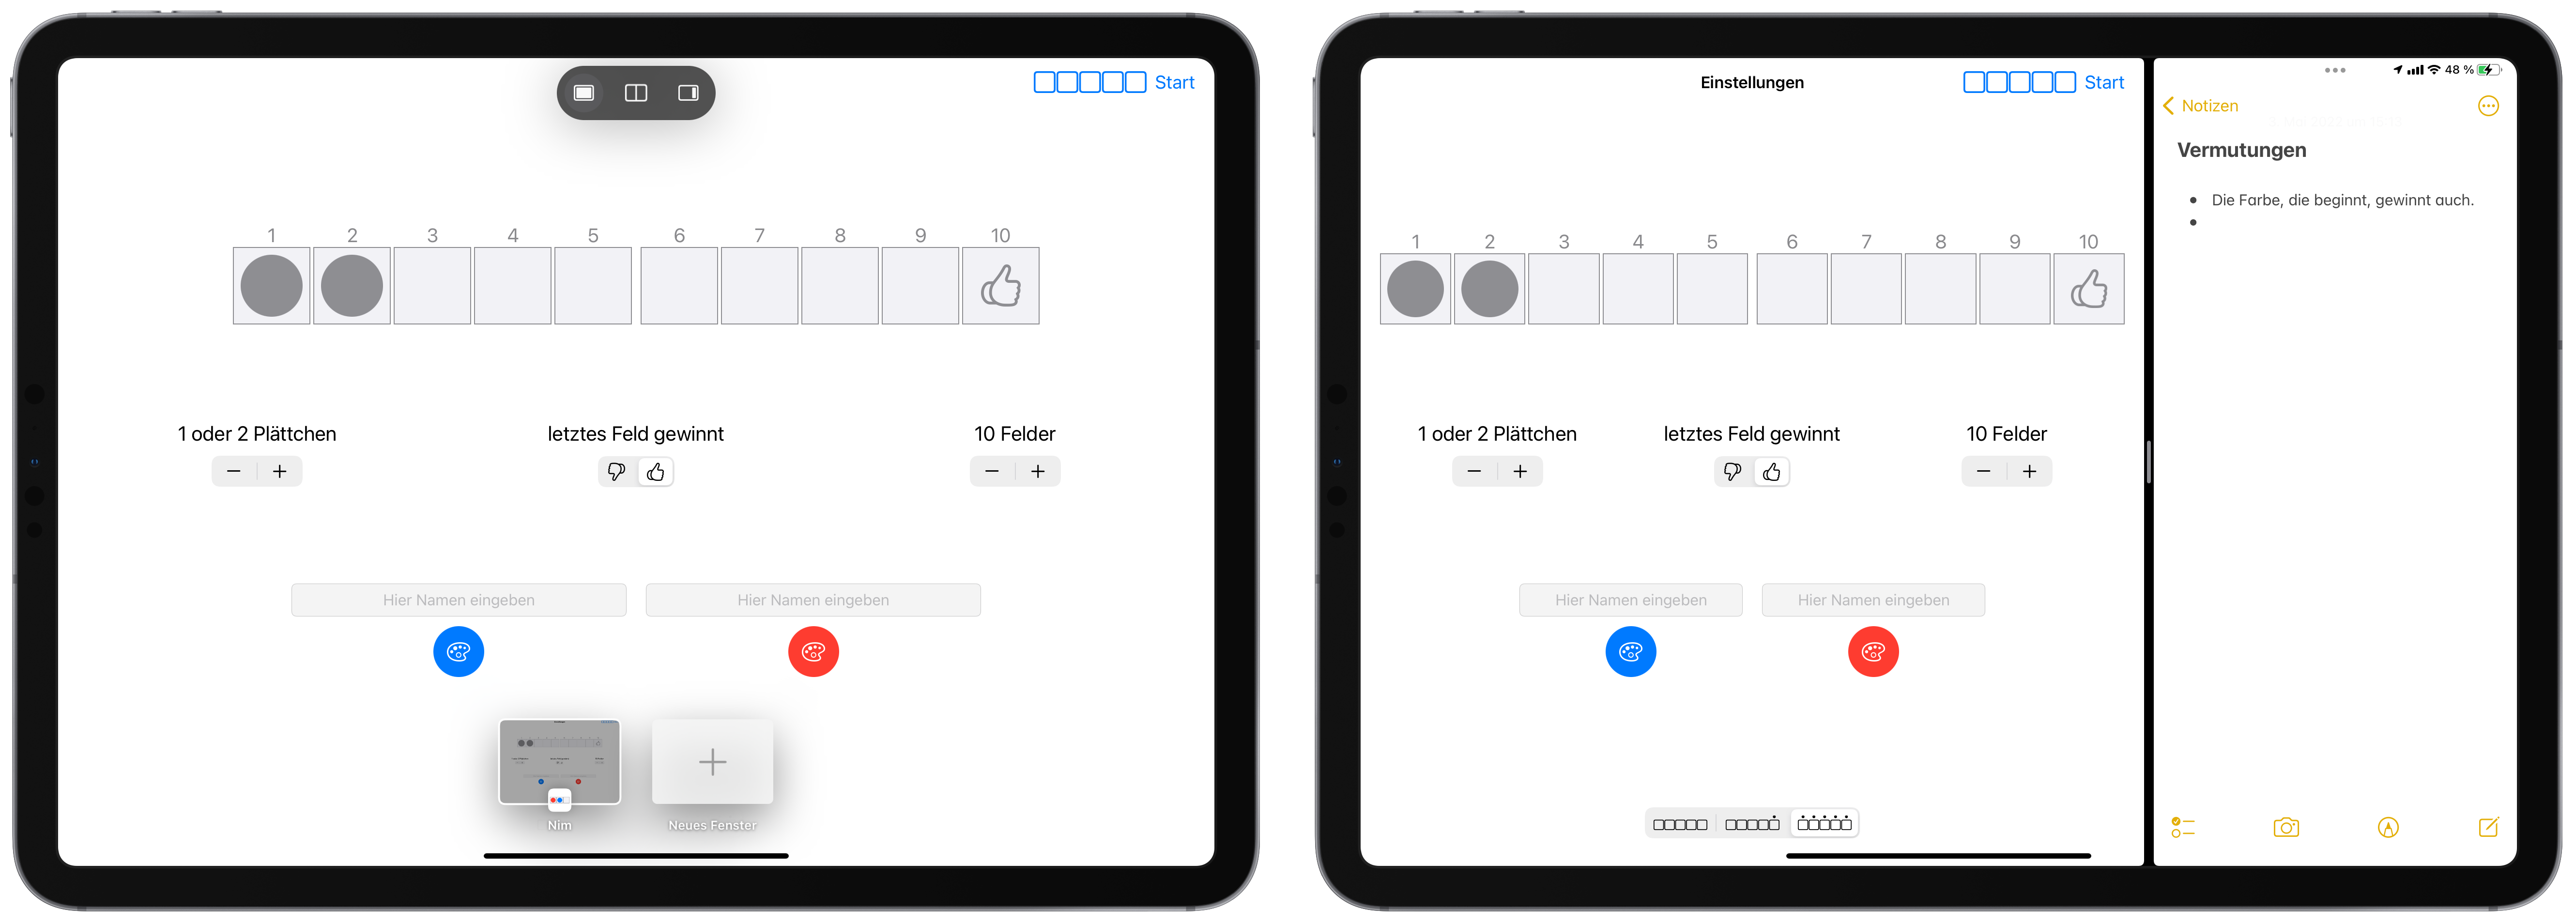 Start
1 2 3 4 5 6 7 8 9 10
1 oder 2 Plättchen
letztes Feld gewinnt
10 Felder
Hier Namen eingeben
Hier Namen eingeben
Nim
Neues Fenster
Einstellungen
Start
1 2 3 4 5 6 7 8 9 10
1 oder 2 Plättchen
letztes Feld gewinnt
10 Felder
Hier Namen eingeben
Hier Namen eingeben
48 %
Notizen
Vermutungen
• Die Farbe, die beginnt, gewinnt auch.
•